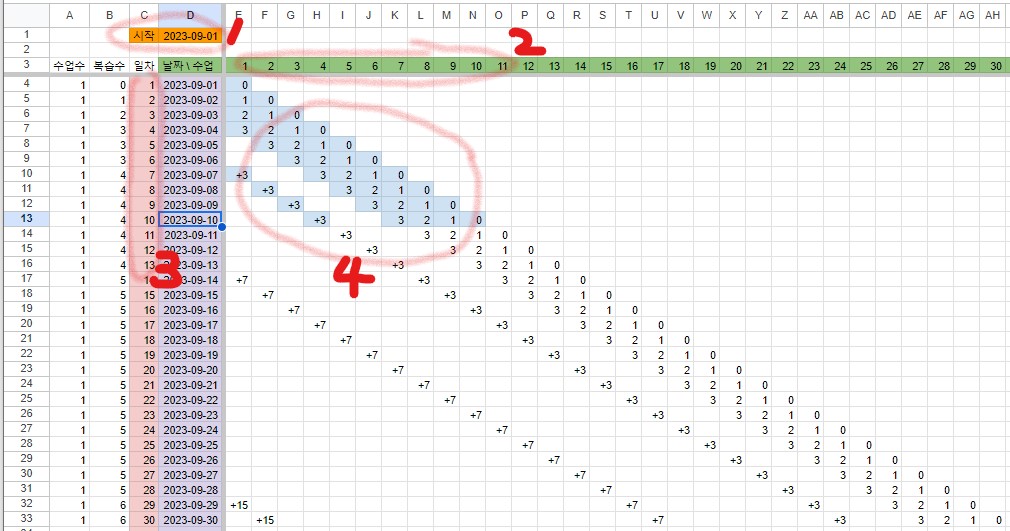 A B C D E F G H I J K L M N O P Q R S T U V W X Y Z AA AB AC AD AE AF AG AH
1 시작 2023-09-01 1
2 2
3 수업수 복습수 일차 날짜 \ 수업 1 2 3 4 5 6 7 8 9 10 11 12 13 14 15 16 17 18 19 20 21 22 23 24 25 26 27 28 29 30
4 1 0 1 2023-09-01 0
5 1 1 2 2023-09-02 1 0
6 1 2 3 2023-09-03 2 1 0
7 1 3 4 2023-09-04 3 2 1 0
8 1 3 5 2023-09-05 3 2 1 0
9 1 3 6 2023-09-06 3 2 1 0
10 1 4 7 2023-09-07 +3 3 2 1 0
11 1 4 8 2023-09-08 +3 3 2 1 0
12 1 4 9 2023-09-09 +3 3 2 1 0
13 1 4 10 2023-09-10 +3 3 2 1 0
14 1 4 11 2023-09-11 +3 3 2 1 0
15 1 4 12 2023-09-12 +3 3 2 1 0
16 1 4 13 2023-09-13 +3 3 2 1 0
3 4
17 1 5 14 2023-09-14 +7 +3 3 2 1 0
18 1 5 15 2023-09-15 +7 +3 3 2 1 0
19 1 5 16 2023-09-16 +7 +3 3 2 1 0
20 1 5 17 2023-09-17 +7 +3 3 2 1 0
21 1 5 18 2023-09-18 +7 +3 3 2 1 0
22 1 5 19 2023-09-19 +7 +3 3 2 1 0
23 1 5 20 2023-09-20 +7 +3 3 2 1 0
24 1 5 21 2023-09-21 +7 +3 3 2 1 0
25 1 5 22 2023-09-22 +7 +3 3 2 1 0
26 1 5 23 2023-09-23 +7 +3 3 2 1 0
27 1 5 24 2023-09-24 +7 +3 3 2 1 0
28 1 5 25 2023-09-25 +7 +3 3 2 1 0
29 1 5 26 2023-09-26 +7 +3 3 2 1 0
30 1 5 27 2023-09-27 +7 +3 3 2 1 0
31 1 5 28 2023-09-28 +7 +3 3 2 1 0
32 1 6 29 2023-09-29 +15 +7 +3 3 2 1 0
33 1 6 30 2023-09-30 +15 +7 +3 3 2 1 0